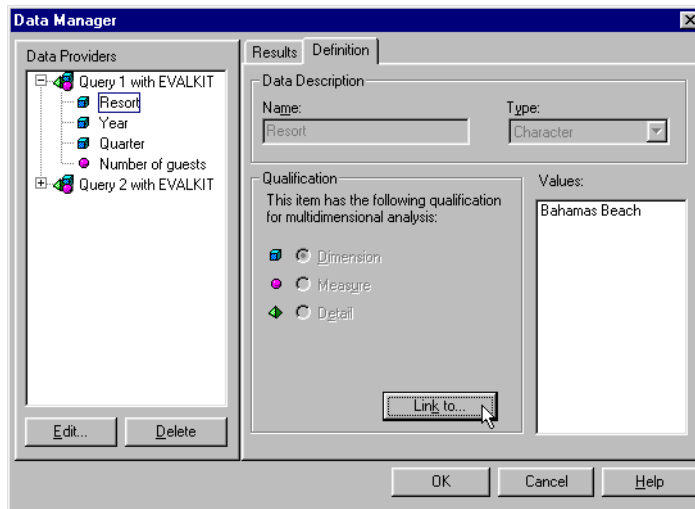 Data Manager
Data Providers
Query 1 with EVALKIT
Resort
Year
Quarter
Number of guests
Query 2 with EVALKIT
Edit...
Delete
Results
Definition
Data Description
Name:
Type:
Resort
Character
Qualification
This item has the following qualification
for multidimensional analysis:
Dimension
Measure
Detail
Link to...
Values:
Bahamas Beach
OK
Cancel
Help